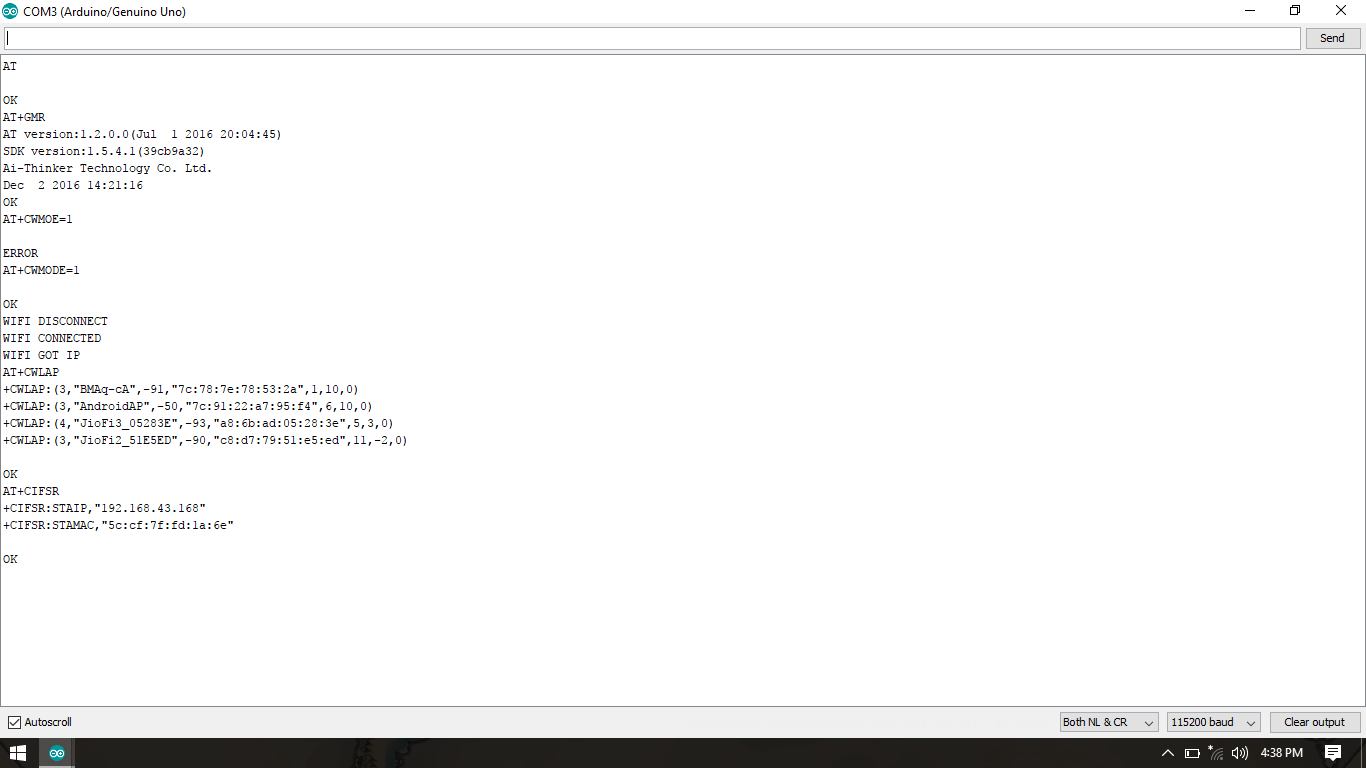 COM3 (Arduino/Genuino Uno)
Send
AT
OK
AT+GMR
AT version:1.2.0.0(Jul  1 2016 20:04:45)
SDK version:1.5.4.1(39cb9a32)
Ai-Thinker Technology Co. Ltd.
Dec  2 2016 14:21:16
OK
AT+CWMOE=1
ERROR
AT+CWMODE=1
OK
WIFI DISCONNECT
WIFI CONNECTED
WIFI GOT IP
AT+CWLAP
+CWLAP:(3,"BMAq-cA",-91,"7c:78:7e:78:53:2a",1,10,0)
+CWLAP:(3,"AndroidAP",-50,"7c:91:22:a7:95:f4",6,10,0)
+CWLAP:(4,"JioFi3_05283E",-93,"a8:6b:ad:05:28:3e",5,3,0)
+CWLAP:(3,"JioFi2_51E5ED",-90,"c8:d7:79:51:e5:ed",11,-2,0)
OK
AT+CIFSR
+CIFSR:STAIP,"192.168.43.168"
+CIFSR:STAMAC,"5c:cf:7f:fd:1a:6e"
OK
Autoscroll
Both NL & CR
115200 baud
Clear output
4:38 PM